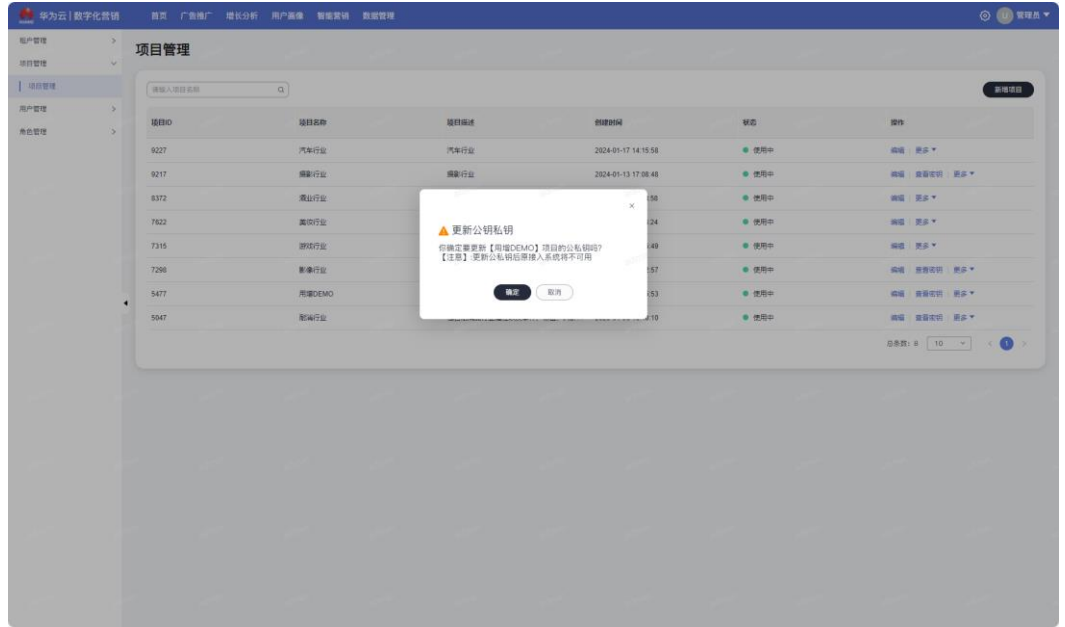 华为云 | 数字化营销 首页 广告推广 增长分析 用户画像 智能营销 数据管理 U 管理员
租户管理
项目管理
项目管理
用户管理
角色管理
项目管理
请输入项目名称 新增项目
项目ID 项目名称 项目描述 创建时间 状态 操作
9227 汽车行业 汽车行业 2024-01-17 14:15:58 使用中 编辑 更多
9217 摄影行业 摄影行业 2024-01-13 17:08:48 使用中 编辑 查看密钥 更多
8372 酒业行业 :58 使用中 编辑 更多
7822 :24 使用中 编辑 更多
7315 游戏行业 :49 使用中 编辑 更多
7298 影像行业 :57 使用中 编辑 查看密钥 更多
5477 用增DEMO :53 使用中 编辑 查看密钥 更多
5047 :10 使用中 编辑 查看密钥 更多
更新公钥私钥
你确定要更新【用增DEMO】项目的公私钥吗?
【注意】:更新公私钥后原接入系统将不可用
确定 取消
总条数: 8 10 < 1 >